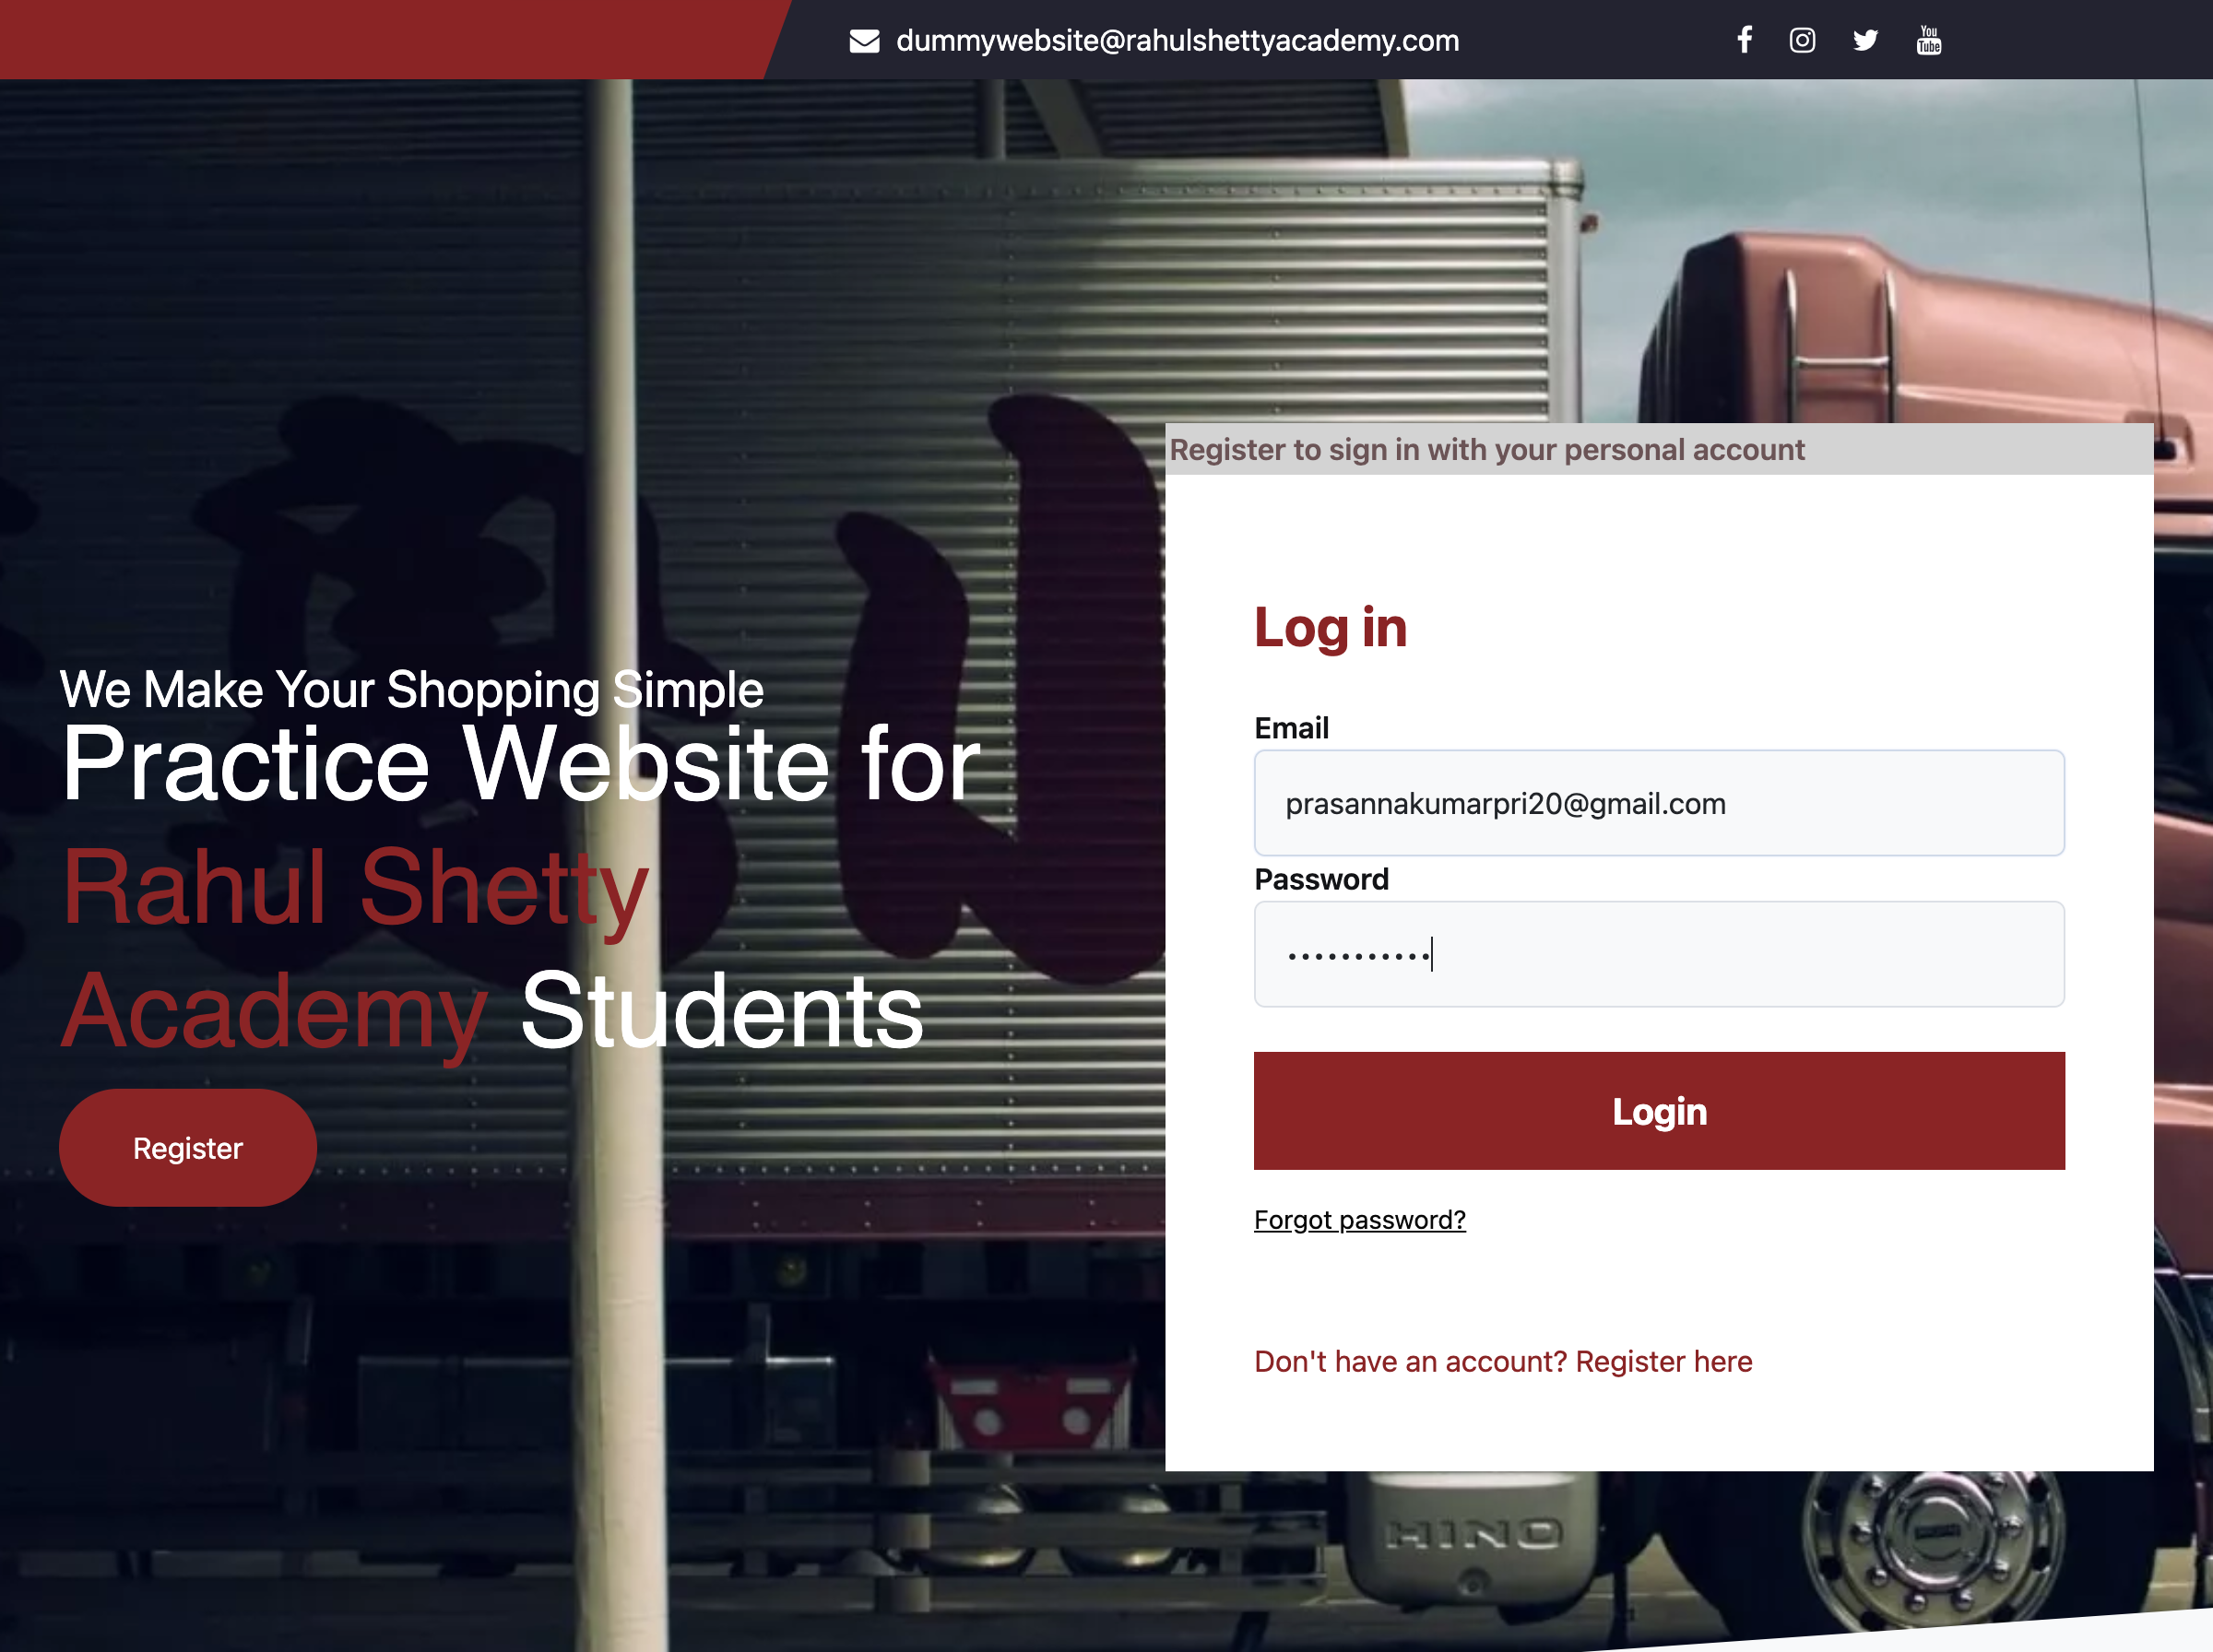 dummywebsite@rahulshettyacademy.com
You
Tube
Register to sign in with your personal account
We Make Your Shopping Simple
Practice Website for
Rahul Shetty
Academy Students
Register
Log in
Email
prasannakumarpri20@gmail.com
Password
•••••••••••
Login
Forgot password?
Don't have an account? Register here
HINO